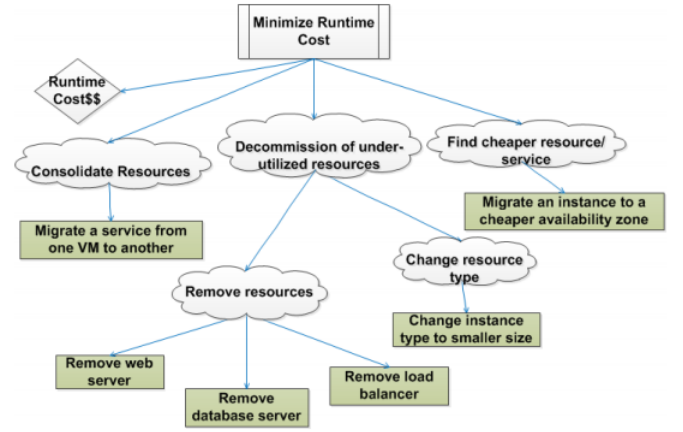 Minimize Runtime
Cost
Runtime
Cost$$
Consolidate Resources
Decommission of under-
utilized resources
Find cheaper resource/
service
Migrate a service from
one VM to another
Migrate an instance to a
cheaper availability zone
Remove resources
Change resource
type
Change instance
type to smaller size
Remove web
server
Remove
database server
Remove load
balancer